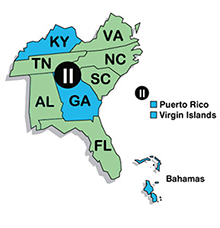 KY
VA
TN
NC
II
SC
AL
GA
FL
II
Puerto Rico
Virgin Islands
Bahamas